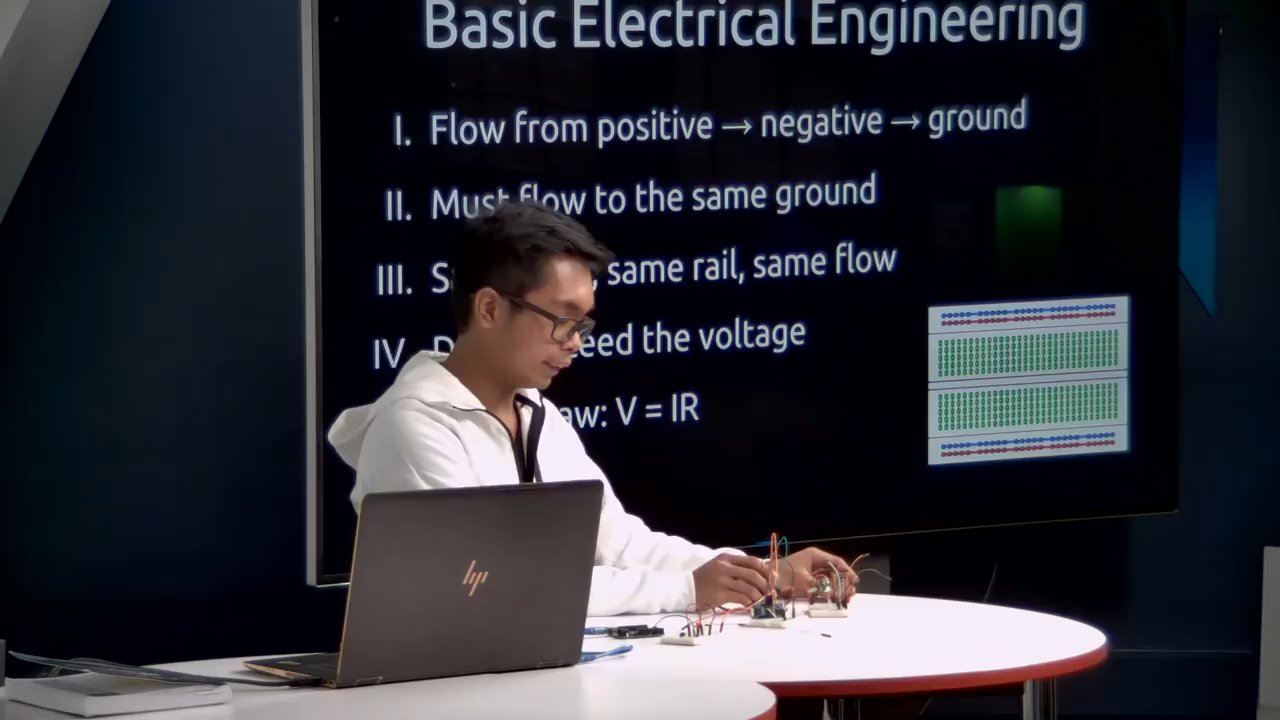 Basic Electrical Engineering
I. Flow from positive → negative → ground
II. Must flow to the same ground
III. same rail, same flow
IV. the voltage
V = IR
hp